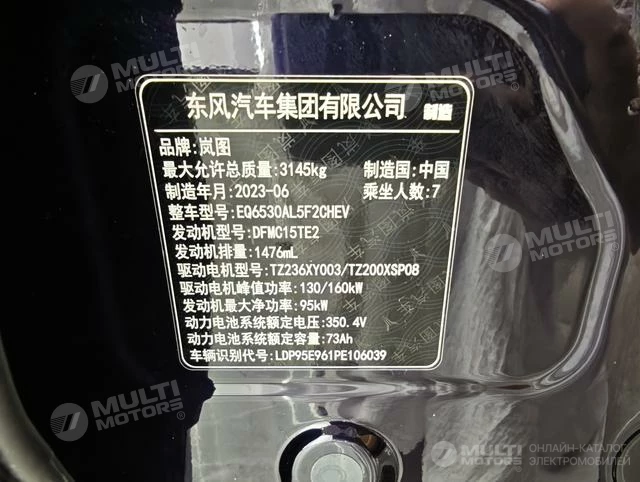 东风汽车集团有限公司 制造
品牌:岚图
最大允许总质量:3145kg 制造国:中国
制造年月:2023-06 乘坐人数:7
整车型号:EQ6530AL5F2CHEV
发动机型号:DFMC15TE2
发动机排量:1476mL
驱动电机型号:TZ236XY003/TZ200XSP08
驱动电机峰值功率:130/160kW
发动机最大净功率:95kW
动力电池系统额定电压:350.4V
动力电池系统额定容量:73Ah
车辆识别代号:LDP95E961PE106039
MULTI MOTORS®
MULTI MOTORS®
MULTI MOTORS®
MULTI MOTORS®
MULTI MOTORS® ОНЛАЙН-КАТАЛОГ ЭЛЕКТРОМОБИЛЕЙ